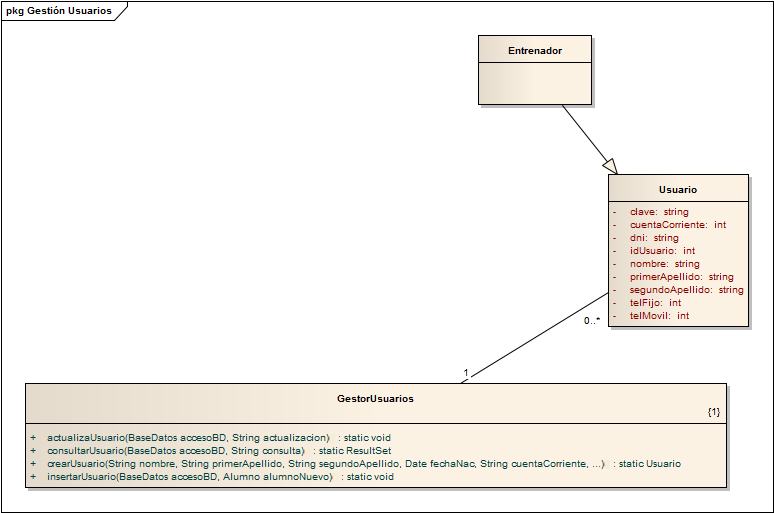 pkg Gestión Usuarios
Entrenador
Usuario
- clave: string
- cuentaCorriente: int
- dni: string
- idUsuario: int
- nombre: string
- primerApellido: string
- segundoApellido: string
- telFijo: int
- telMovil: int
0..*
1
GestorUsuarios
{1}
+ actualizaUsuario(BaseDatos accesoBD, String actualizacion) : static void
+ consultarUsuario(BaseDatos accesoBD, String consulta) : static ResultSet
+ crearUsuario(String nombre, String primerApellido, String segundoApellido, Date fechaNac, String cuentaCorriente, ...) : static Usuario
+ insertarUsuario(BaseDatos accesoBD, Alumno alumnoNuevo) : static void